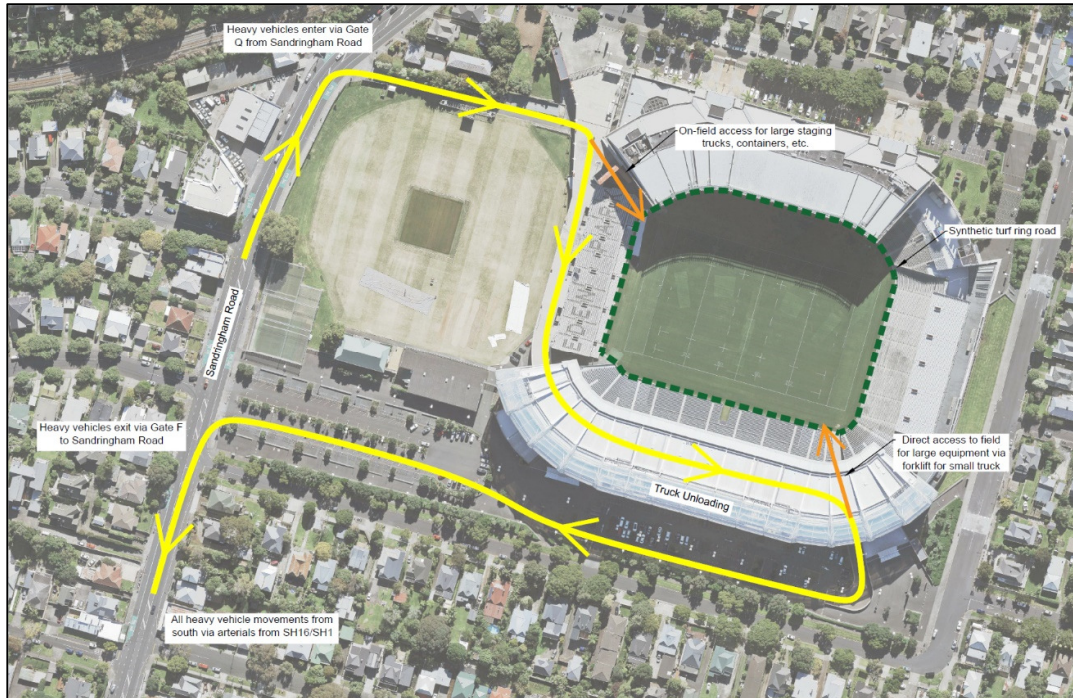 Heavy vehicles enter via Gate
Q from Sandringham Road
On-field access for large staging
trucks, containers, etc.
Synthetic turf ring road
EDEN PARK
Sandringham Road
Heavy vehicles exit via Gate F
to Sandringham Road
Direct access to field
for large equipment via
forklift for small truck
Truck Unloading
All heavy vehicle movements from
south via arterials from SH16/SH1